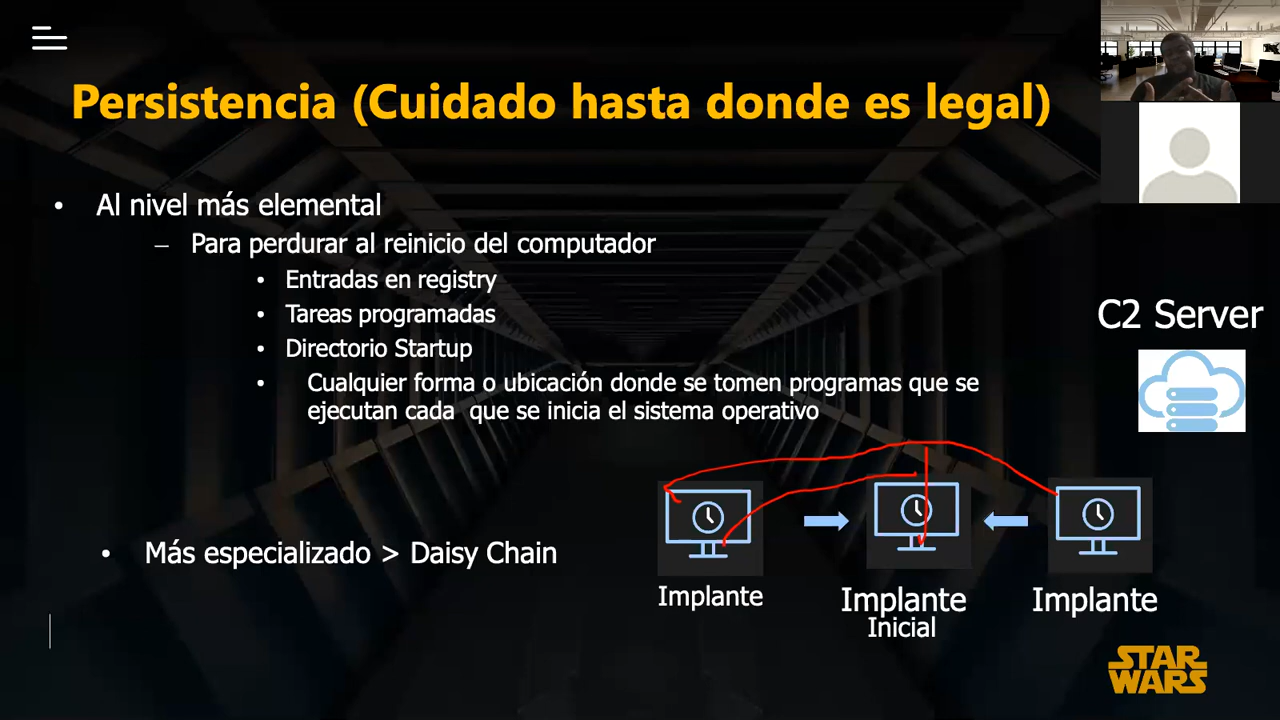 Persistencia (Cuidado hasta donde es legal)
• Al nivel más elemental
– Para perdurar al reinicio del computador
• Entradas en registry
• Tareas programadas
• Directorio Startup
• Cualquier forma o ubicación donde se tomen programas que se
ejecutan cada que se inicia el sistema operativo
C2 Server
• Más especializado > Daisy Chain
Implante
Implante
Inicial
Implante
STAR
WARS